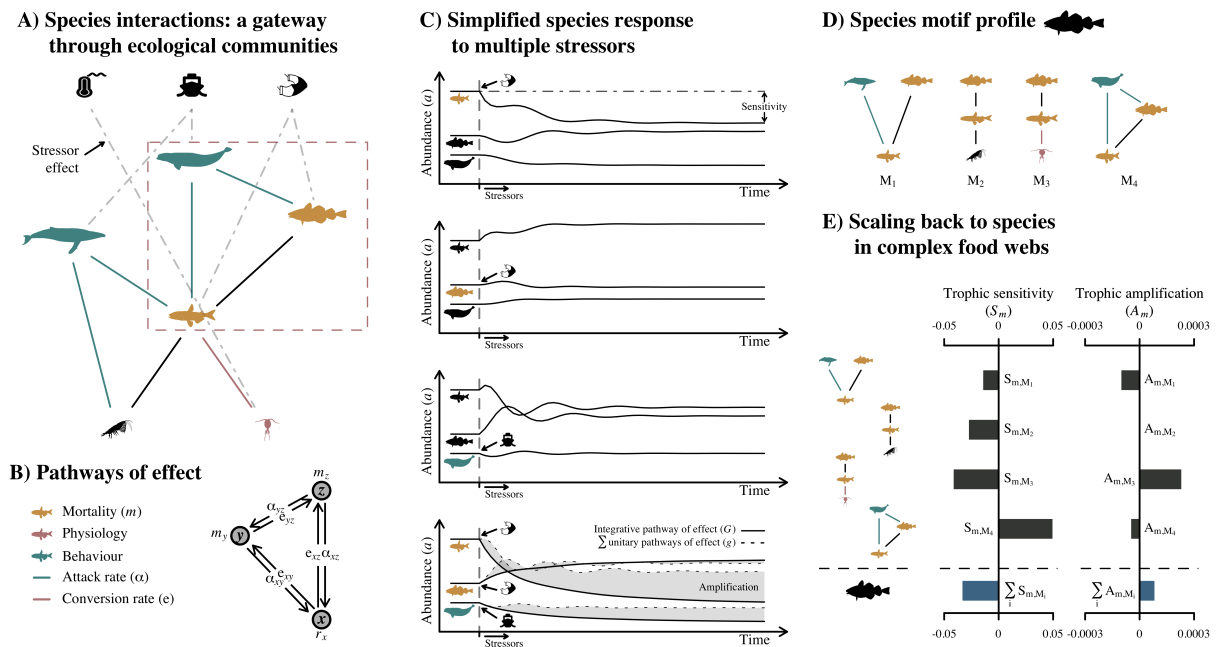 A) Species interactions: a gateway
through ecological communities
Stressor
effect
B) Pathways of effect
Mortality (m)
Physiology
Behaviour
Attack rate (α)
Conversion rate (e)
m_z
z
α_yz
e_yz
m_y
y
e_xz
α_xz
e_xy
α_xy
x
r_x
C) Simplified species response
to multiple stressors
Abundance (a)
Sensitivity
Time
Stressors
Abundance (a)
Time
Stressors
Abundance (a)
Time
Stressors
Abundance (a)
Integrative pathway of effect (G)
∑ unitary pathways of effect (g)
Amplification
Time
Stressors
D) Species motif profile
M_1
M_2
M_3
M_4
E) Scaling back to species
in complex food webs
Trophic sensitivity
(S_m)
-0.05 0 0.05
Trophic amplification
(A_m)
-0.0003 0 0.0003
S_m,M_1
A_m,M_1
S_m,M_2
A_m,M_2
S_m,M_3
A_m,M_3
S_m,M_4
A_m,M_4
∑_i S_m,M_i
∑_i A_m,M_i
-0.05 0 0.05
-0.0003 0 0.0003